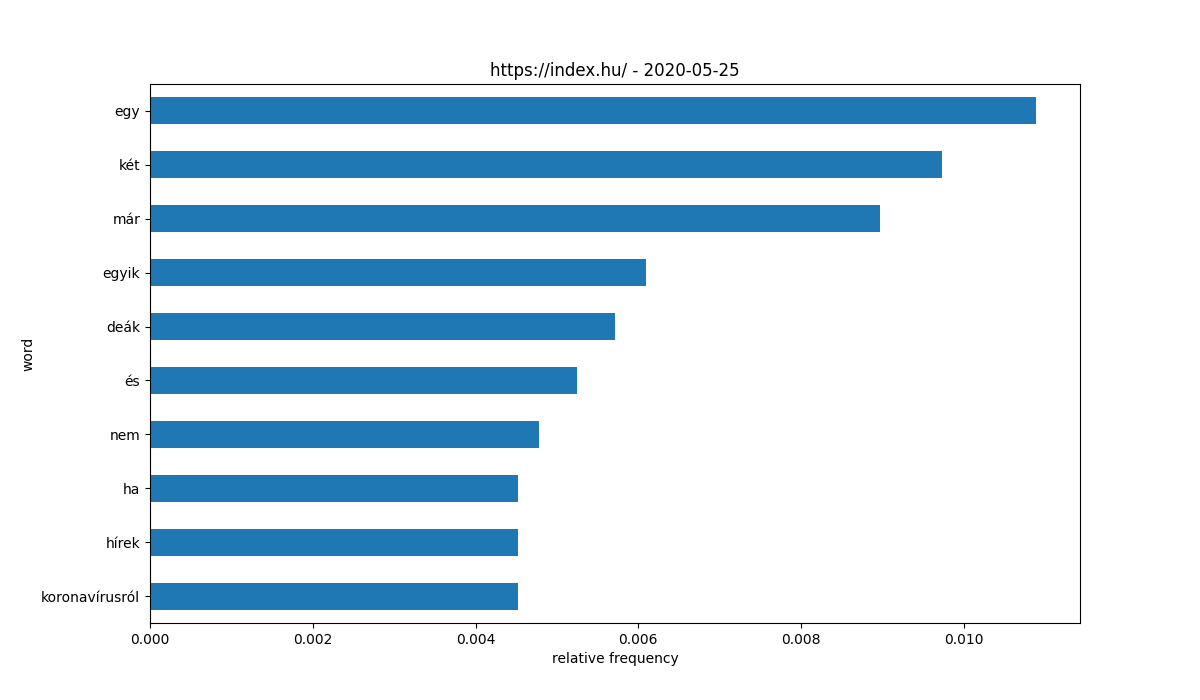 https://index.hu/ - 2020-05-25
egy
két
már
egyik
deák
és
nem
ha
hírek
koronavírusról
word
0.000 0.002 0.004 0.006 0.008 0.010
relative frequency